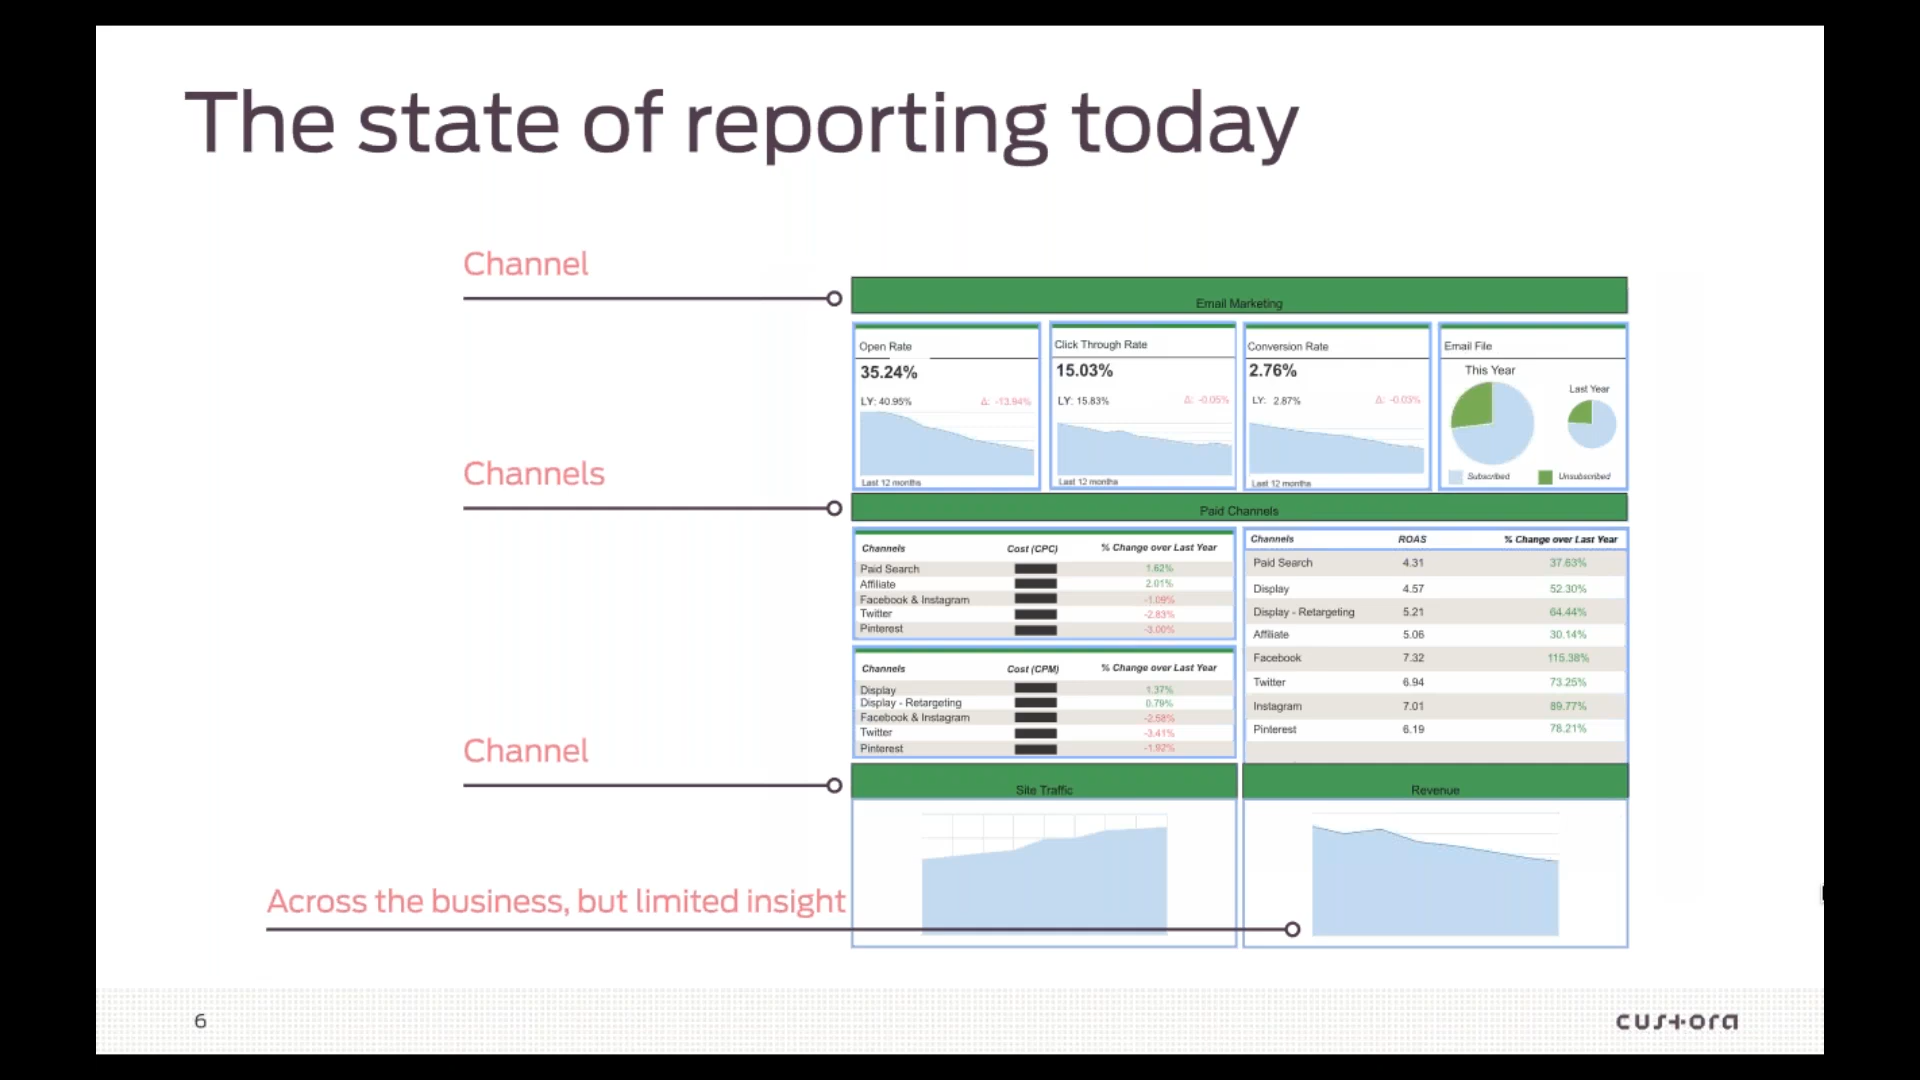 The state of reporting today
Channel
Email Marketing
Open Rate
35.24%
LY: 40.95% Δ: -13.94%
Last 12 months
Click Through Rate
15.03%
LY: 15.83% Δ: -0.05%
Last 12 months
Conversion Rate
2.76%
LY: 2.87% Δ: -0.03%
Last 12 months
Email File
This Year
Last Year
Subscribed Unsubscribed
Channels
Paid Channels
Channels Cost (CPC) % Change over Last Year
Paid Search 1.62%
Affiliate 2.01%
Facebook & Instagram -1.09%
Twitter -2.83%
Pinterest -3.00%
Channels Cost (CPM) % Change over Last Year
Display 1.37%
Display - Retargeting 0.79%
Facebook & Instagram -2.58%
Twitter -3.41%
Pinterest -1.92%
Channels ROAS % Change over Last Year
Paid Search 4.31 37.63%
Display 4.57 52.30%
Display - Retargeting 5.21 64.44%
Affiliate 5.06 30.14%
Facebook 7.32 115.38%
Twitter 6.94 73.25%
Instagram 7.01 89.77%
Pinterest 6.19 78.21%
Channel
Site Traffic
Revenue
Across the business, but limited insight
6
custora